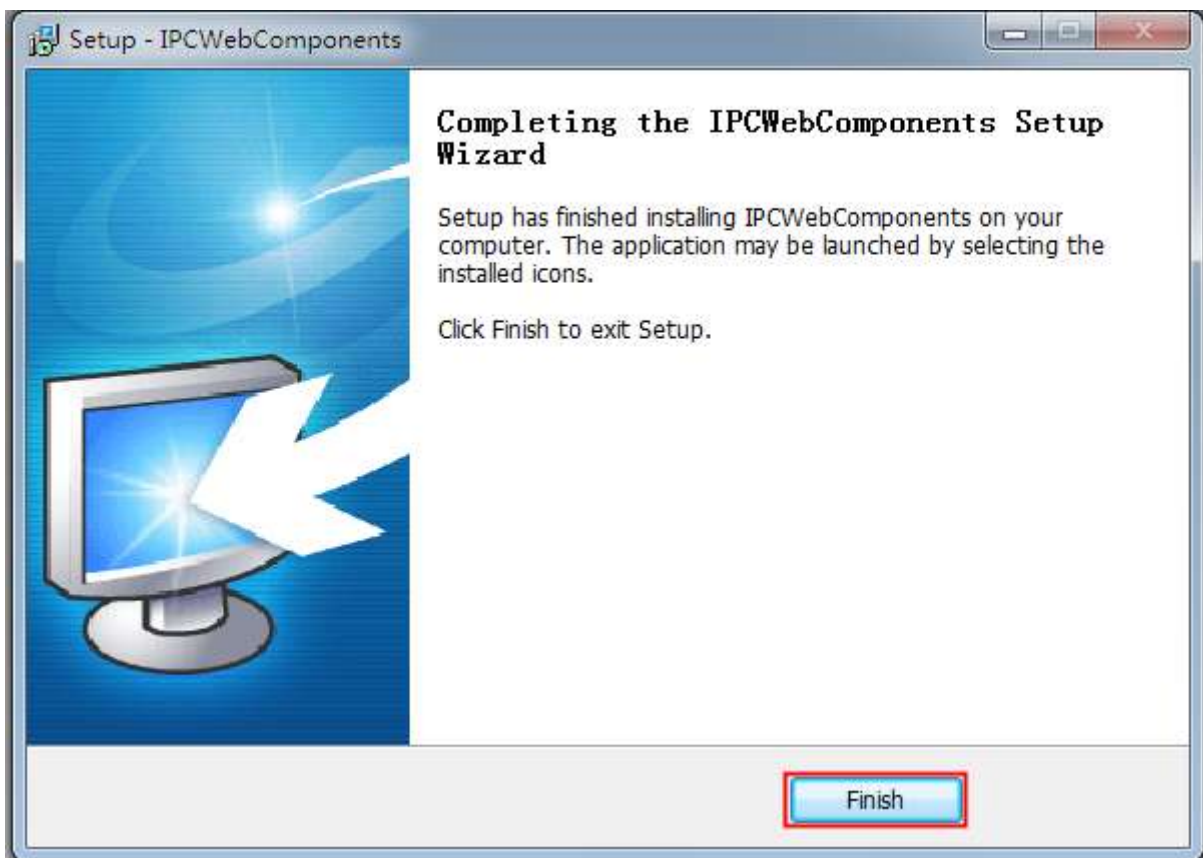 Setup - IPCWebComponents
Completing the IPCWebComponents Setup
Wizard
Setup has finished installing IPCWebComponents on your
computer. The application may be launched by selecting the
installed icons.
Click Finish to exit Setup.
Finish